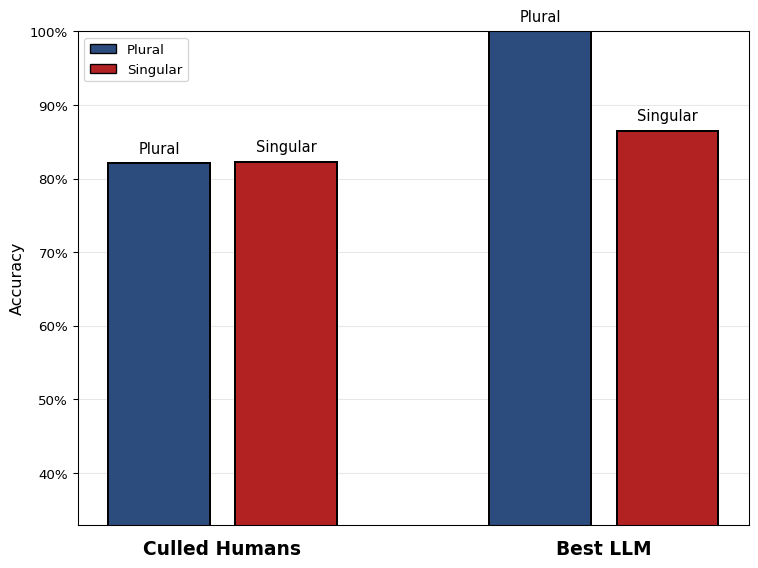 Plural
100%
Plural
Singular
90%
Singular
Plural
Singular
80%
70%
Accuracy
60%
50%
40%
Culled Humans
Best LLM